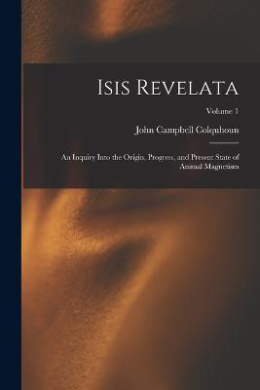 Isis Revelata
John Campbell Colquhoun
An Inquiry Into the Origin, Progress, and Present State of
Animal Magnetism
Volume 1